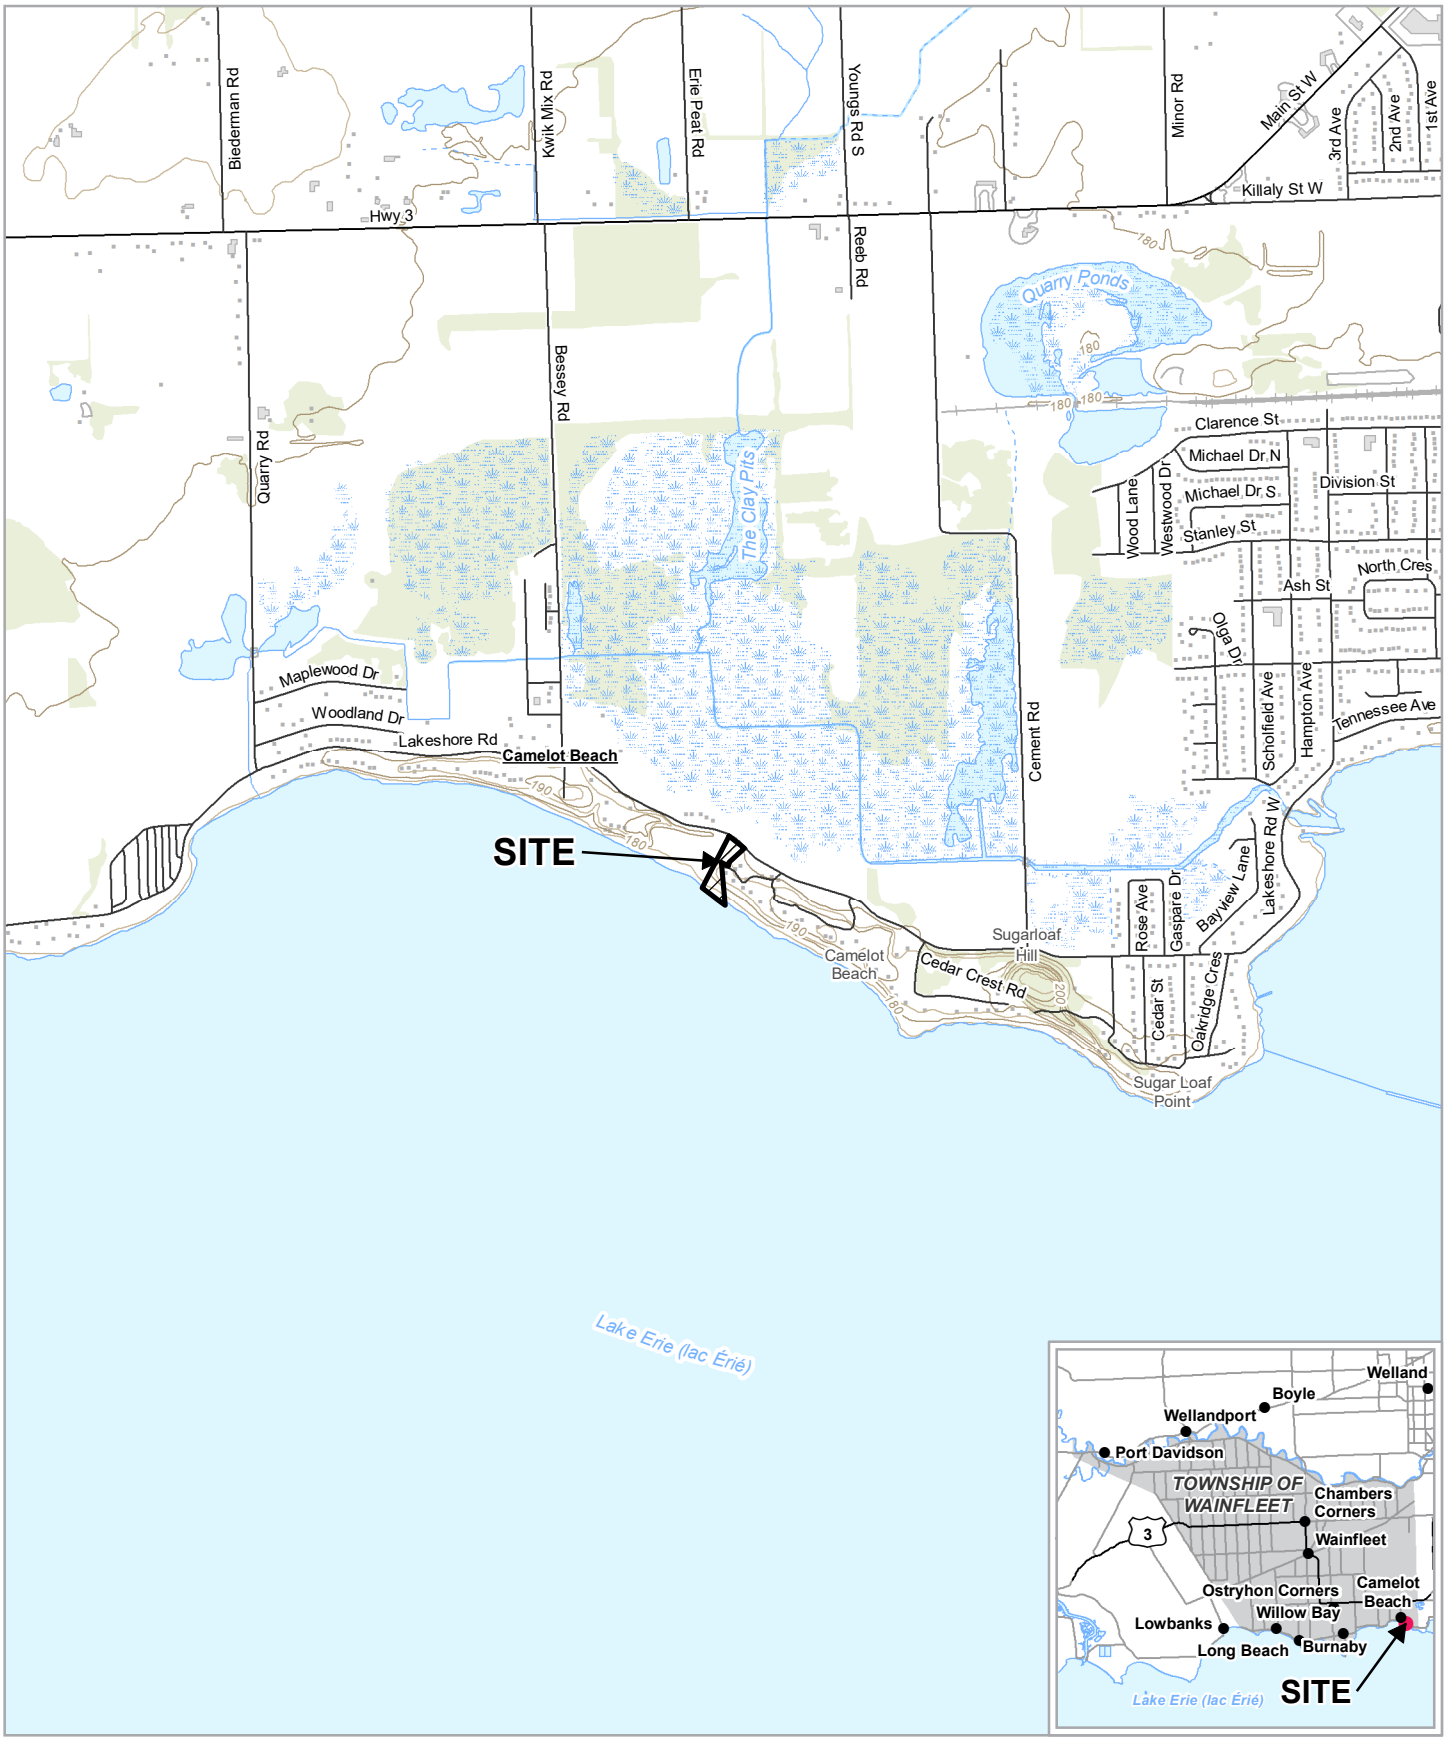 Biederman Rd
Kwik Mix Rd
Erie Peat Rd
Youngs Rd S
Minor Rd
Main St W
3rd Ave
2nd Ave
1st Ave
Killaly St W
Hwy 3
Reeb Rd
180
Quarry Ponds
180
180
180
Bessey Rd
Quarry Rd
The Clay Pits
Clarence St
Michael Dr N
Michael Dr S
Division St
Wood Lane
Westwood Dr
Stanley St
North Cres
Ash St
Olga Dr
Maplewood Dr
Woodland Dr
Lakeshore Rd
Camelot Beach
Cement Rd
Scholfield Ave
Hampton Ave
Tennessee Ave
190
180
SITE
Lakeshore Rd W
Bayview Lane
Rose Ave
Gaspare Dr
190
Camelot
Beach
Sugarloaf
Hill
Cedar Crest Rd
200
180
Cedar St
Oakridge Cres
Sugar Loaf
Point
Lake Erie (lac Érié)
Welland
Boyle
Wellandport
Port Davidson
TOWNSHIP OF
WAINFLEET
Chambers
Corners
3
Wainfleet
Ostryhon Corners
Camelot
Beach
Willow Bay
Lowbanks
Long Beach
Burnaby
SITE
Lake Erie (lac Érié)